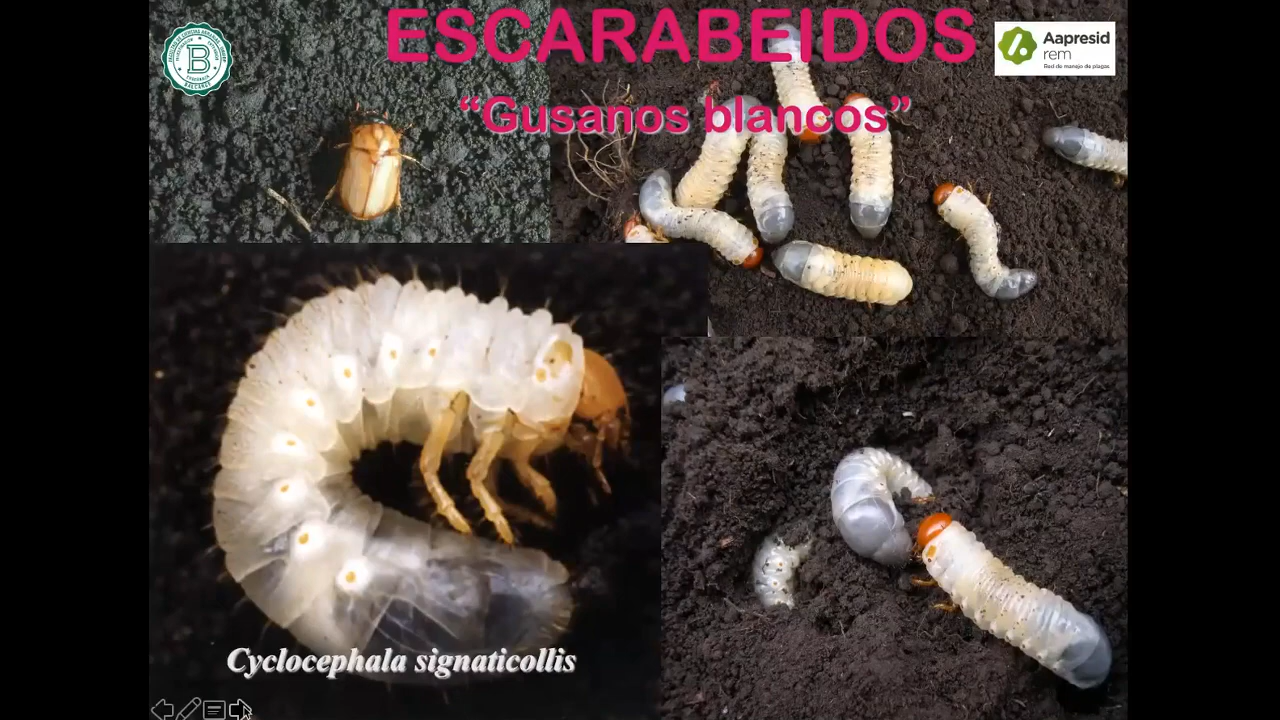 ESCARABEIDOS
“Gusanos blancos”
B
Aapresid
rem
Red de manejo de plagas
Cyclocephala signaticollis